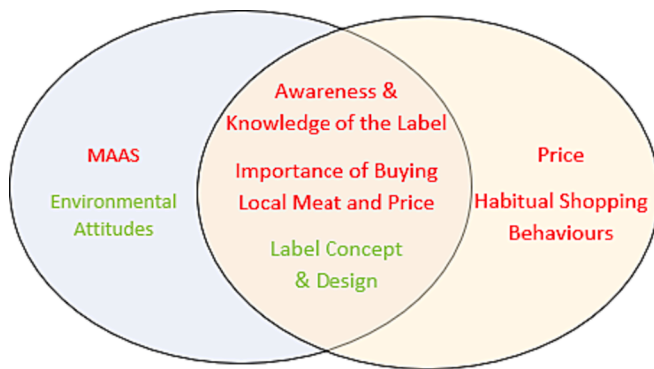 MAAS
Environmental
Attitudes
Awareness &
Knowledge of the Label
Importance of Buying
Local Meat and Price
Label Concept
& Design
Price
Habitual Shopping
Behaviours